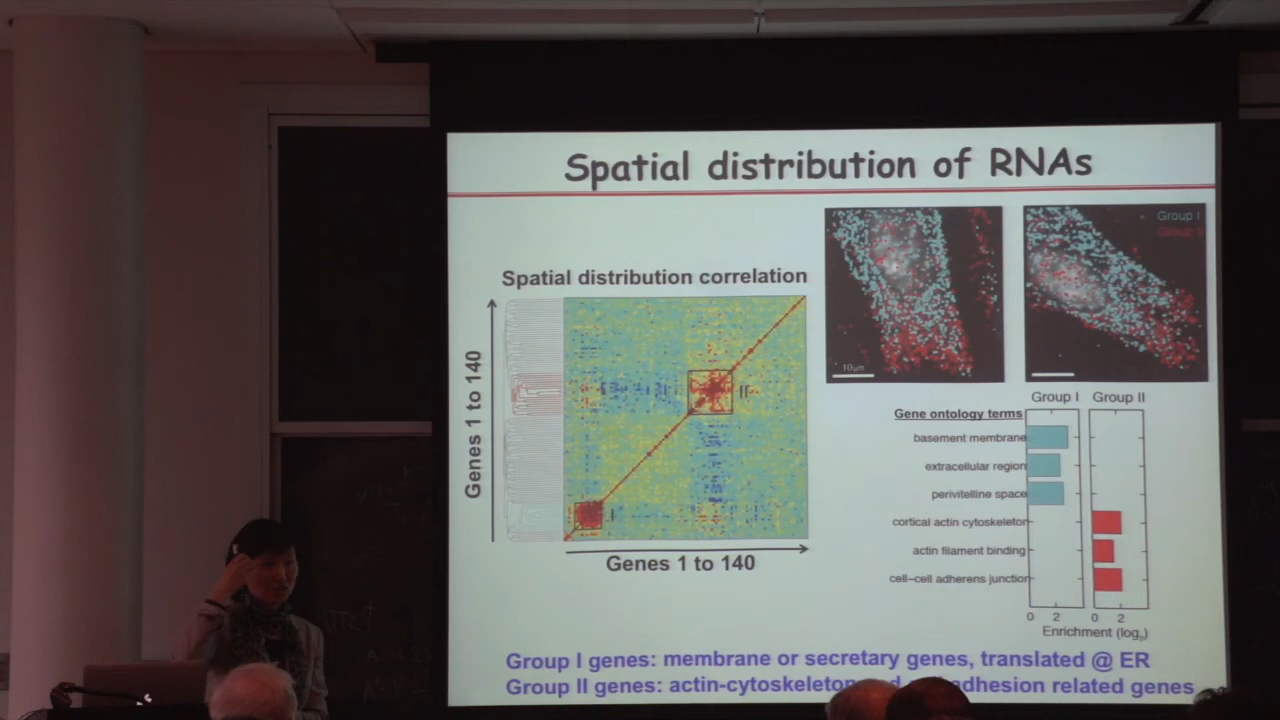 Spatial distribution of RNAs
Group I
Spatial distribution correlation
Genes 1 to 140
II
I
Genes 1 to 140
10μm
Group I Group II
Gene ontology terms
basement membrane
extracellular region
perivitelline space
cortical actin cytoskeleton
actin filament binding
cell–cell adherens junction
0 2 0 2
Enrichment (log2)
Group I genes: membrane or secretary genes, translated @ ER
Group II genes: actin-cytoskeleton adhesion related genes